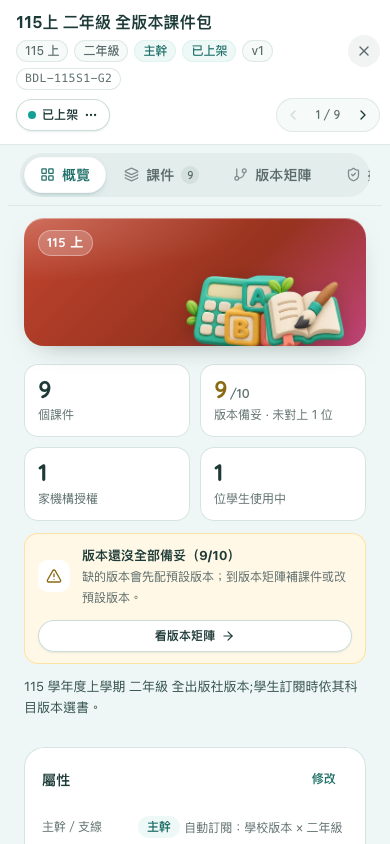 115上 二年級 全版本課件包
115 上 二年級 主幹 已上架 v1
BDL-115S1-G2
已上架 ···
1 / 9
概覽 課件 9 版本矩陣
115 上
A
B
9
個課件
9 /10
版本備妥 · 未對上 1 位
1
家機構授權
1
位學生使用中
版本還沒全部備妥（9/10）
缺的版本會先配預設版本；到版本矩陣補課件或改
預設版本。
看版本矩陣 →
115 學年度上學期 二年級 全出版社版本;學生訂閱時依其科
目版本選書。
屬性
修改
主幹 / 支線 主幹 自動訂閱：學校版本 × 二年級